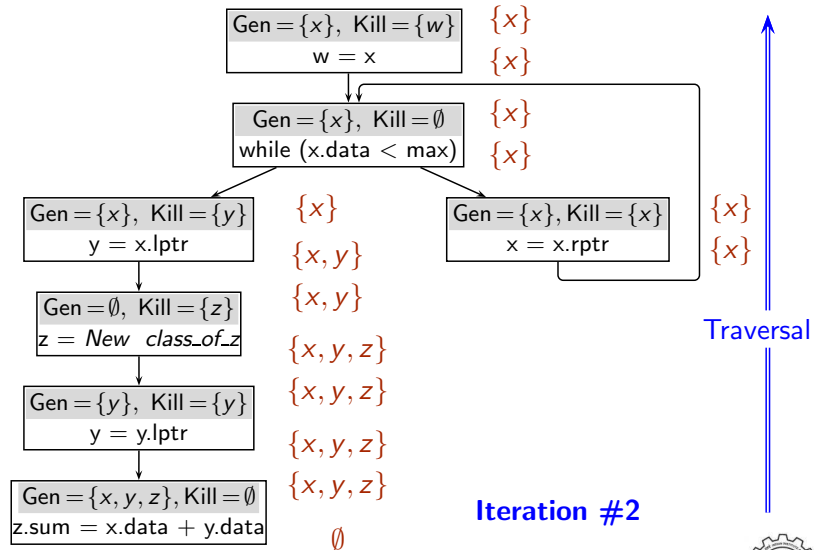 Gen = {x}, Kill = {w}
w = x
{x}
{x}
Gen = {x}, Kill = ∅
while (x.data < max)
{x}
{x}
Gen = {x}, Kill = {y}
y = x.lptr
{x}
{x, y}
Gen = {x}, Kill = {x}
x = x.rptr
{x}
{x}
Gen = ∅, Kill = {z}
z = New class_of_z
{x, y}
{x, y, z}
Gen = {y}, Kill = {y}
y = y.lptr
{x, y, z}
{x, y, z}
Gen = {x, y, z}, Kill = ∅
z.sum = x.data + y.data
{x, y, z}
∅
Traversal
Iteration #2